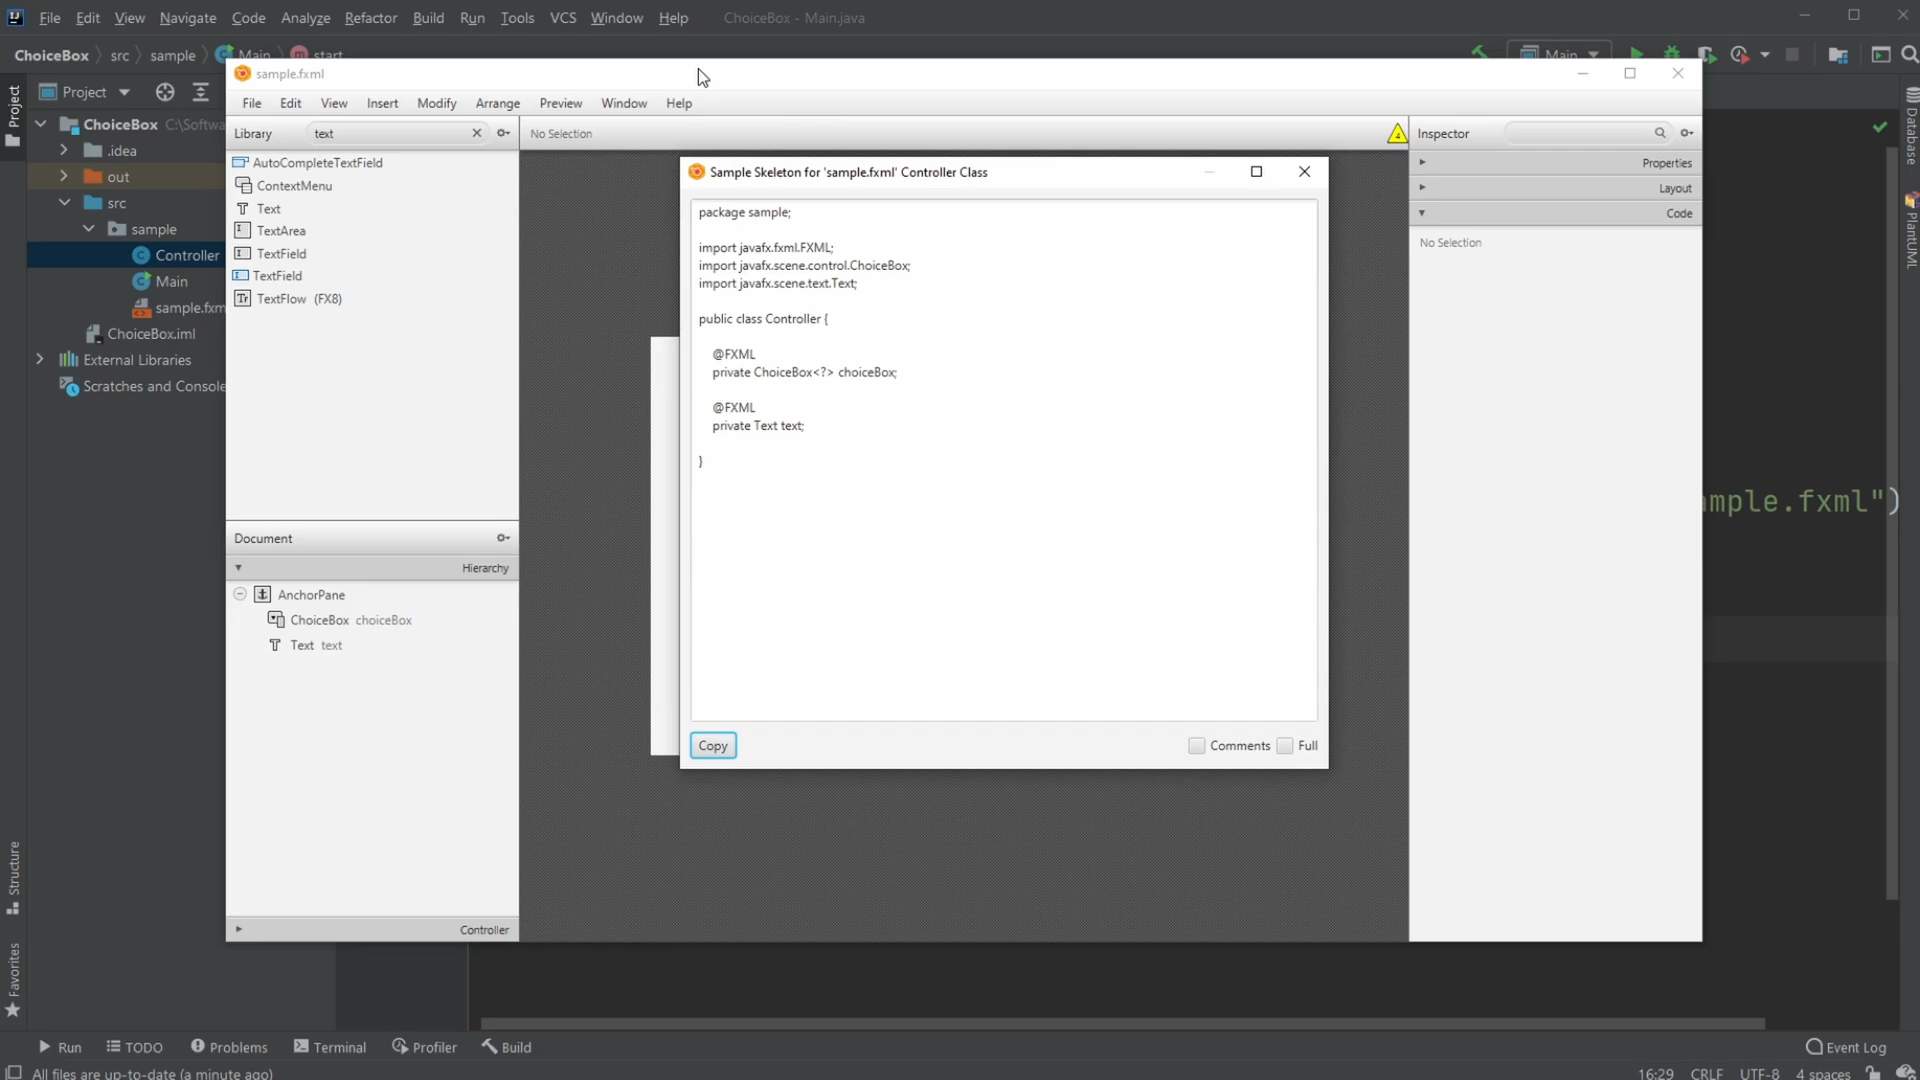 File Edit View Navigate Code Analyze Refactor Build Run Tools VCS Window Help ChoiceBox - Main.java
ChoiceBox src sample Main start Main
sample.fxml
File Edit View Insert Modify Arrange Preview Window Help
Project
Project
ChoiceBox C:\Softwa
.idea
out
src
sample
Controller
Main
sample.fxm
ChoiceBox.iml
External Libraries
Scratches and Console
Structure
Favorites
Library text
AutoCompleteTextField
ContextMenu
Text
TextArea
TextField
TextField
TextFlow (FX8)
Document
Hierarchy
AnchorPane
ChoiceBox choiceBox
Text text
Controller
No Selection
Sample Skeleton for 'sample.fxml' Controller Class
package sample;
import javafx.fxml.FXML;
import javafx.scene.control.ChoiceBox;
import javafx.scene.text.Text;
public class Controller {
@FXML
private ChoiceBox<?> choiceBox;
@FXML
private Text text;
}
Copy Comments Full
Inspector
Properties
Layout
Code
No Selection
ample.fxml")
Database
PlantUML
Run TODO Problems Terminal Profiler Build Event Log
All files are up-to-date (a minute ago) 16:29 CRLF UTF-8 4 spaces